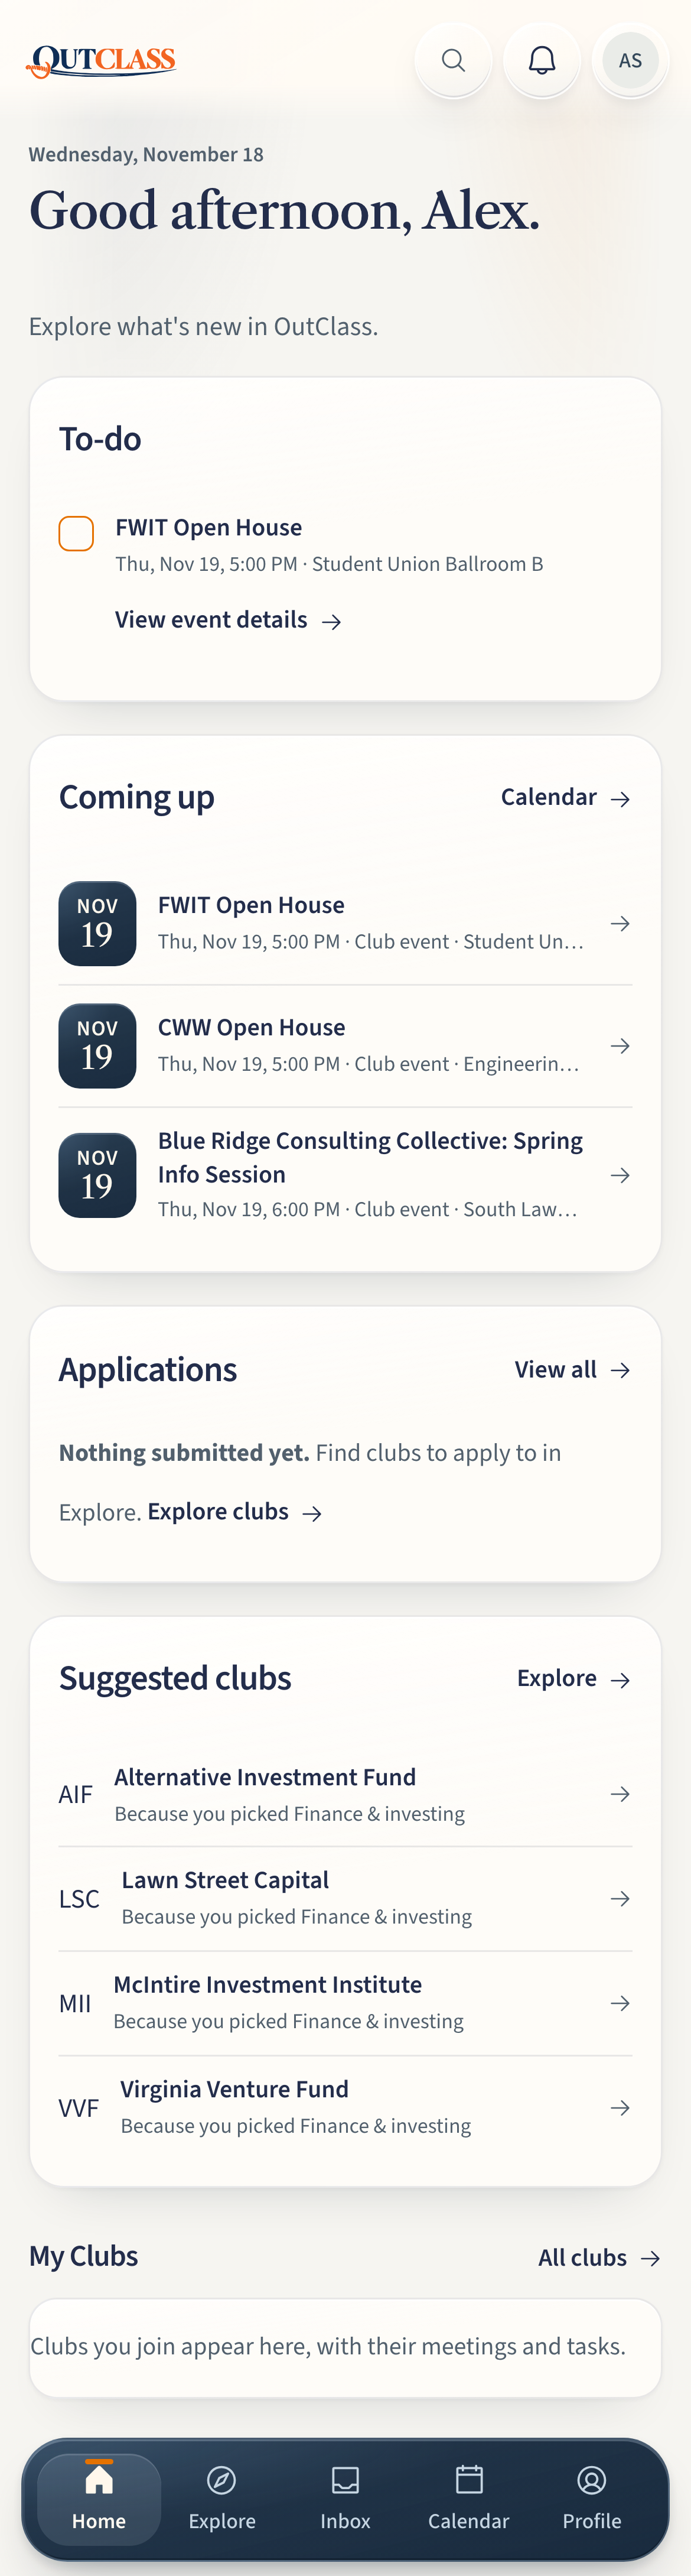 OUTCLASS
AS
Wednesday, November 18
Good afternoon, Alex.
Explore what's new in OutClass.
To-do
FWIT Open House
Thu, Nov 19, 5:00 PM · Student Union Ballroom B
View event details →
Coming up
Calendar →
NOV
19
FWIT Open House
Thu, Nov 19, 5:00 PM · Club event · Student Un...
NOV
19
CWW Open House
Thu, Nov 19, 5:00 PM · Club event · Engineerin...
NOV
19
Blue Ridge Consulting Collective: Spring
Info Session
Thu, Nov 19, 6:00 PM · Club event · South Law...
Applications
View all →
Nothing submitted yet. Find clubs to apply to in
Explore. Explore clubs →
Suggested clubs
Explore →
AIF
Alternative Investment Fund
Because you picked Finance & investing
LSC
Lawn Street Capital
Because you picked Finance & investing
MII
McIntire Investment Institute
Because you picked Finance & investing
VVF
Virginia Venture Fund
Because you picked Finance & investing
My Clubs
All clubs →
Clubs you join appear here, with their meetings and tasks.
Home
Explore
Inbox
Calendar
Profile